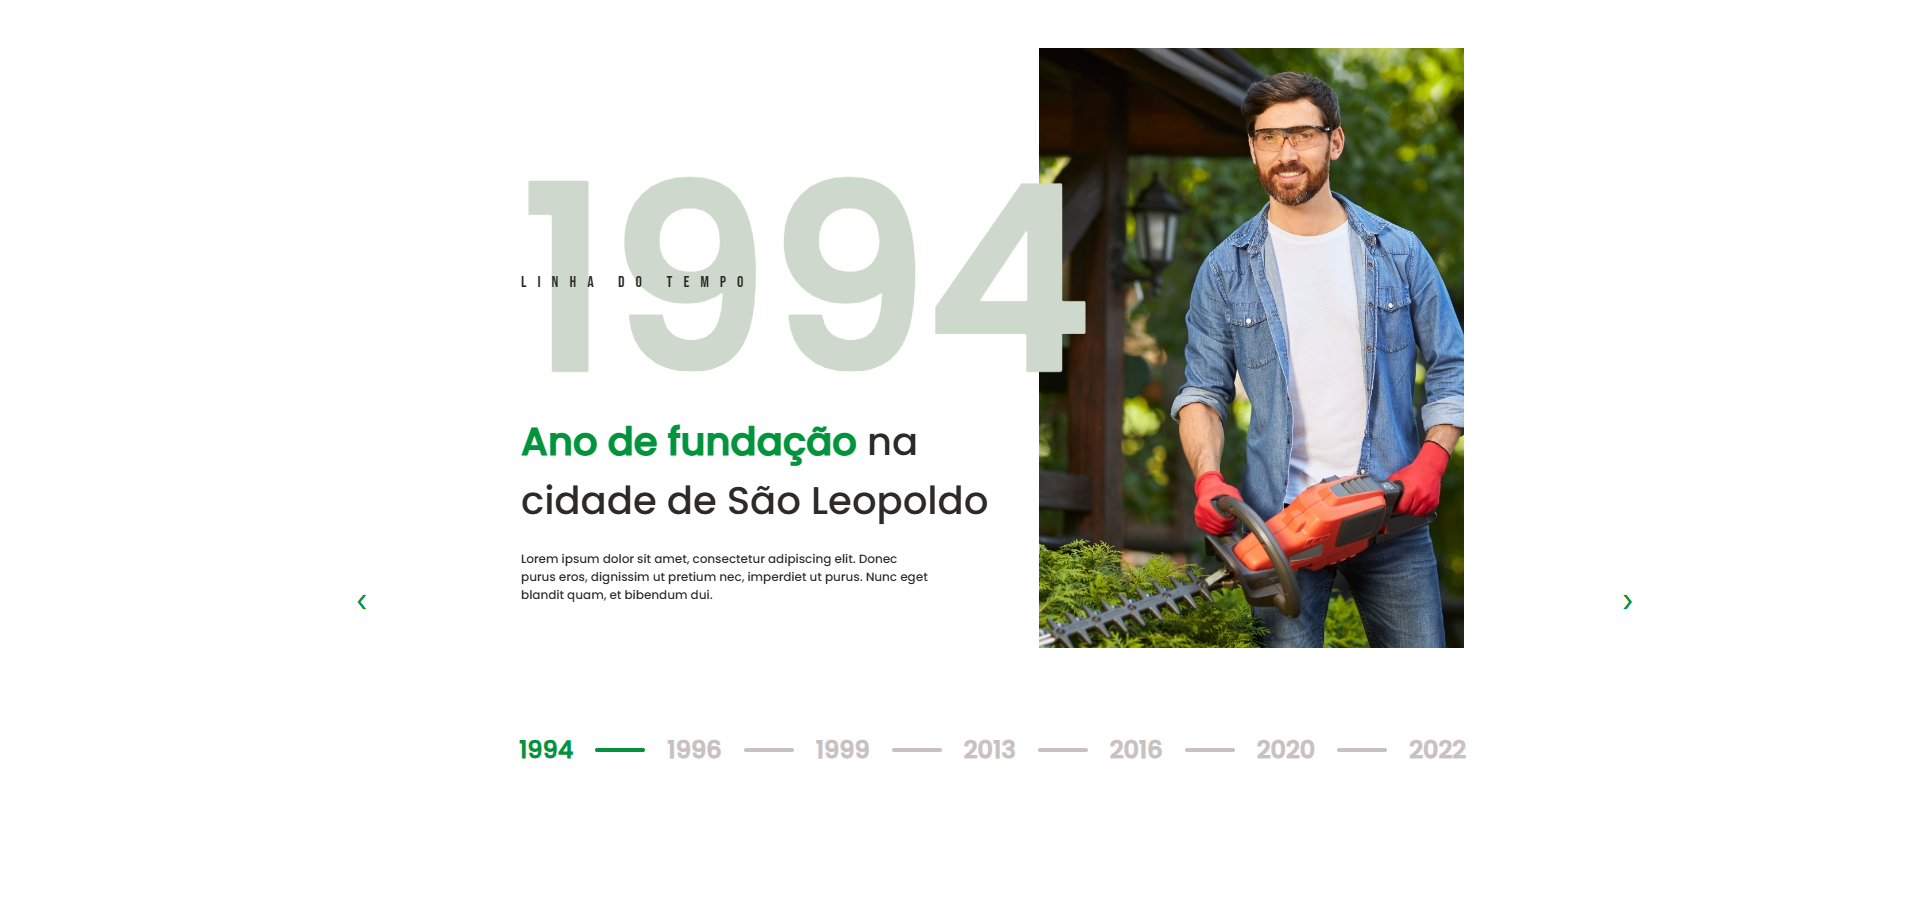 1994
LINHA DO TEMPO
Ano de fundação na
cidade de São Leopoldo
Lorem ipsum dolor sit amet, consectetur adipiscing elit. Donec
purus eros, dignissim ut pretium nec, imperdiet ut purus. Nunc eget
blandit quam, et bibendum dui.
‹ ›
1994 1996 1999 2013 2016 2020 2022